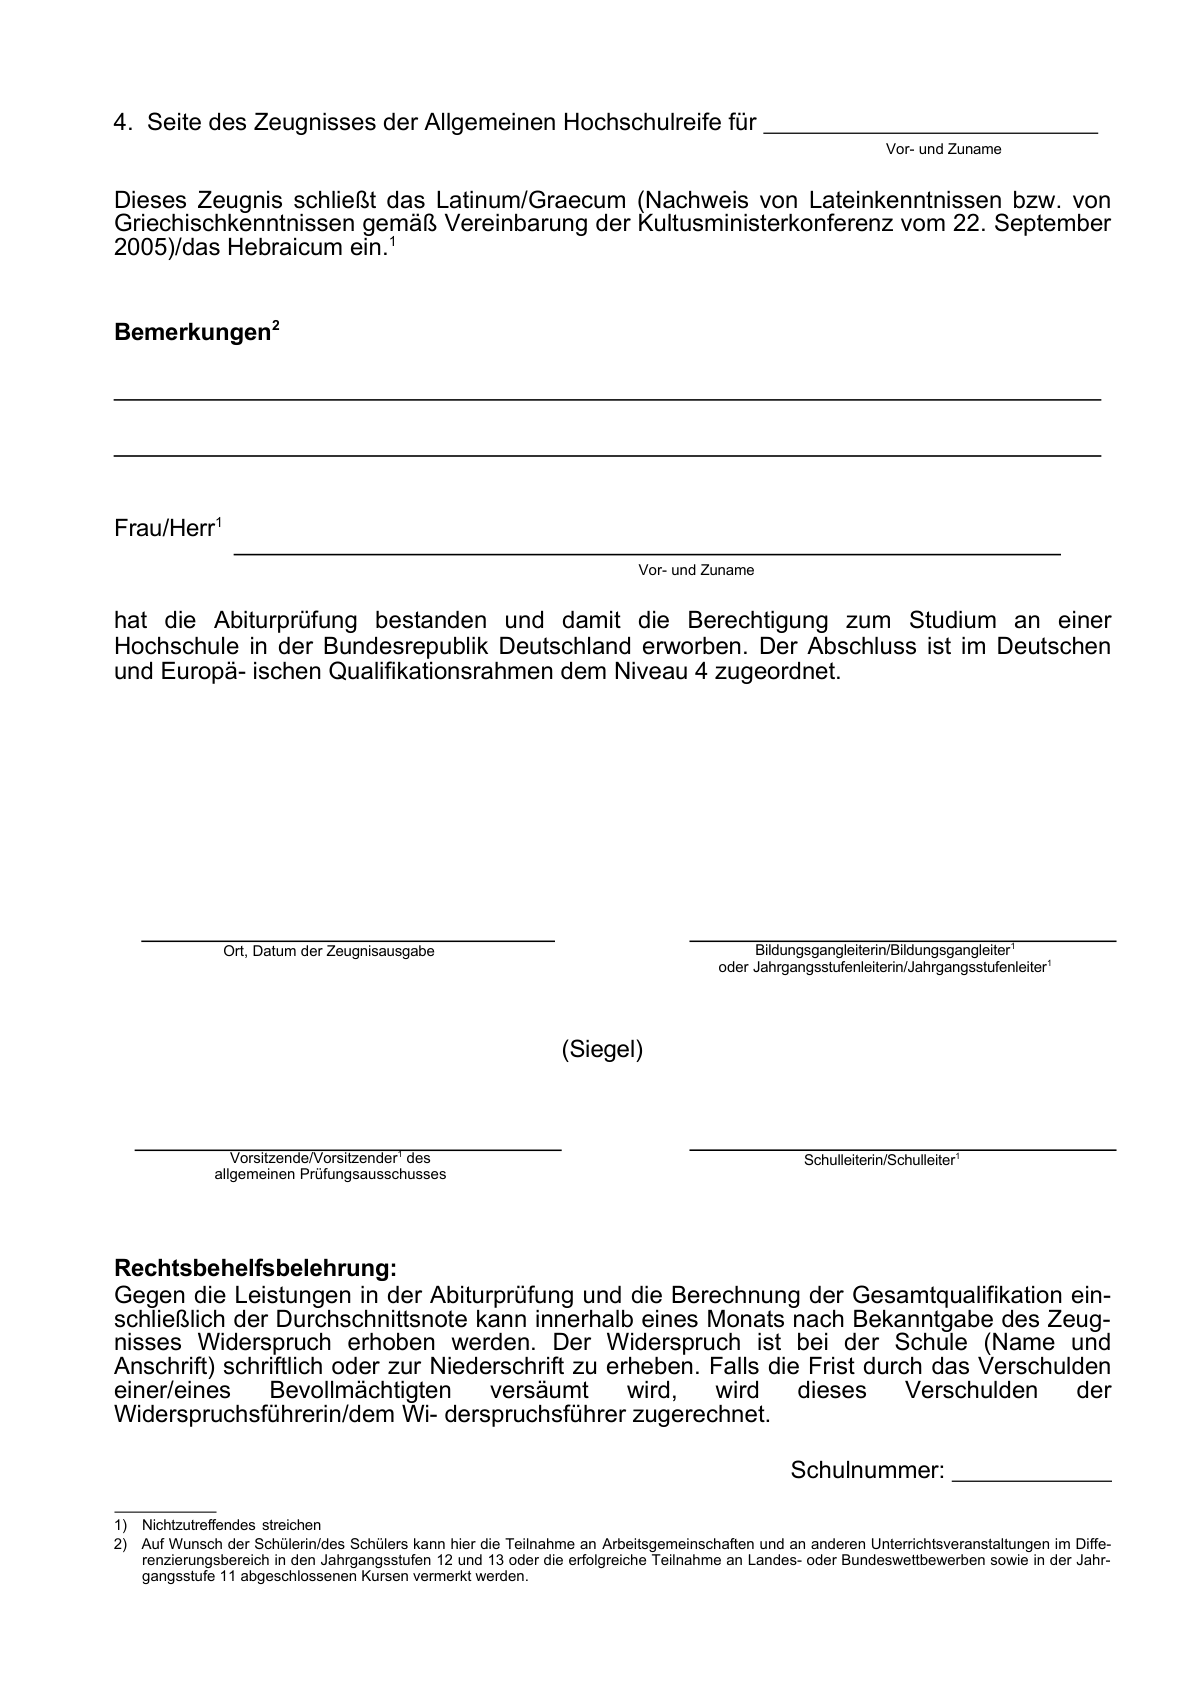 4. Seite des Zeugnisses der Allgemeinen Hochschulreife für
Vor- und Zuname
Dieses Zeugnis schließt das Latinum/Graecum (Nachweis von Lateinkenntnissen bzw. von
Griechischkenntnissen gemäß Vereinbarung der Kultusministerkonferenz vom 22. September
2005)/das Hebraicum ein.¹
Bemerkungen²
Frau/Herr¹
Vor- und Zuname
hat die Abiturprüfung bestanden und damit die Berechtigung zum Studium an einer
Hochschule in der Bundesrepublik Deutschland erworben. Der Abschluss ist im Deutschen
und Europä- ischen Qualifikationsrahmen dem Niveau 4 zugeordnet.
Ort, Datum der Zeugnisausgabe
Bildungsgangleiterin/Bildungsgangleiter¹
oder Jahrgangsstufenleiterin/Jahrgangsstufenleiter¹
(Siegel)
Vorsitzende/Vorsitzender¹ des
allgemeinen Prüfungsausschusses
Schulleiterin/Schulleiter¹
Rechtsbehelfsbelehrung:
Gegen die Leistungen in der Abiturprüfung und die Berechnung der Gesamtqualifikation ein-
schließlich der Durchschnittsnote kann innerhalb eines Monats nach Bekanntgabe des Zeug-
nisses Widerspruch erhoben werden. Der Widerspruch ist bei der Schule (Name und
Anschrift) schriftlich oder zur Niederschrift zu erheben. Falls die Frist durch das Verschulden
einer/eines Bevollmächtigten versäumt wird, wird dieses Verschulden der
Widerspruchsführerin/dem Wi- derspruchsführer zugerechnet.
Schulnummer:
1) Nichtzutreffendes streichen
2) Auf Wunsch der Schülerin/des Schülers kann hier die Teilnahme an Arbeitsgemeinschaften und an anderen Unterrichtsveranstaltungen im Diffe-
renzierungsbereich in den Jahrgangsstufen 12 und 13 oder die erfolgreiche Teilnahme an Landes- oder Bundeswettbewerben sowie in der Jahr-
gangsstufe 11 abgeschlossenen Kursen vermerkt werden.